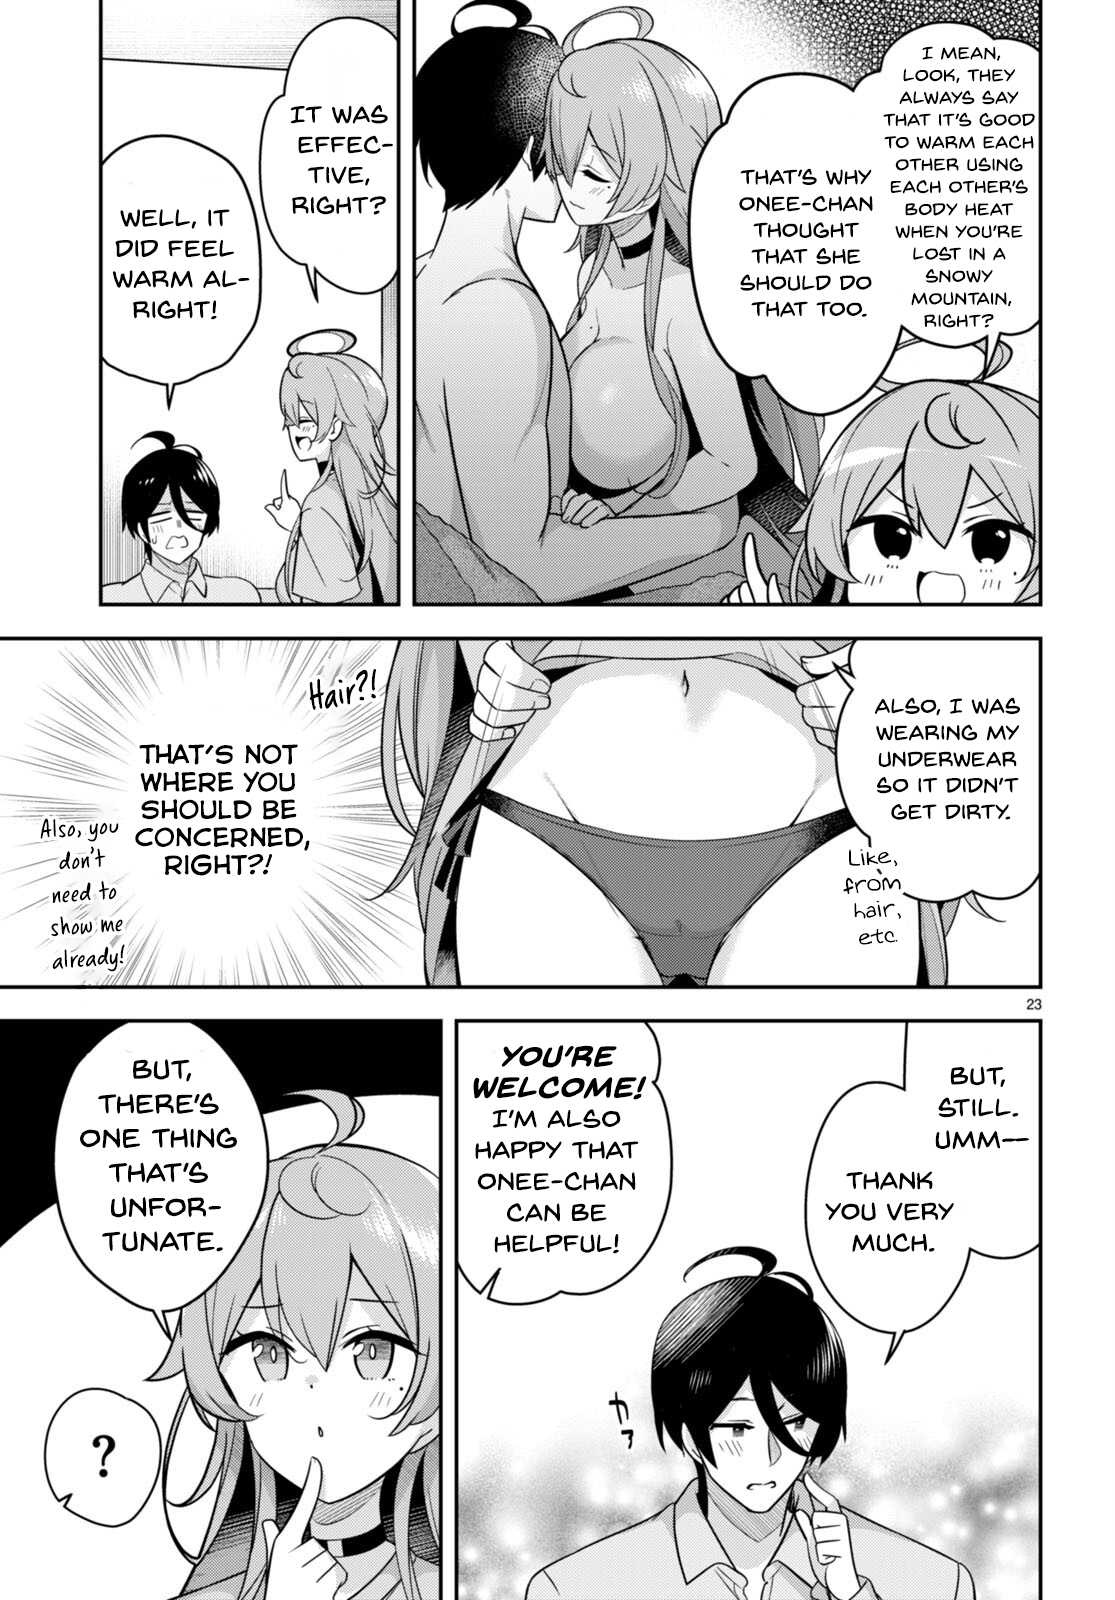 I MEAN,
LOOK, THEY
ALWAYS SAY
THAT IT'S GOOD
TO WARM EACH
OTHER USING
EACH OTHER'S
BODY HEAT
WHEN YOU'RE
LOST IN A
SNOWY
MOUNTAIN,
RIGHT?
THAT'S WHY
ONEE-CHAN
THOUGHT
THAT SHE
SHOULD DO
THAT TOO.
IT WAS
EFFEC-
TIVE,
RIGHT?
WELL, IT
DID FEEL
WARM AL-
RIGHT!
ALSO, I WAS
WEARING MY
UNDERWEAR
SO IT DIDN'T
GET DIRTY.
Like,
from
hair,
etc
Hair?!
THAT'S NOT
WHERE YOU
SHOULD BE
CONCERNED,
RIGHT?!
Also, you
don't
need to
show me
already!
23
BUT,
STILL.
UMM--
THANK
YOU VERY
MUCH.
YOU'RE
WELCOME!
I'M ALSO
HAPPY THAT
ONEE-CHAN
CAN BE
HELPFUL!
BUT,
THERE'S
ONE THING
THAT'S
UNFOR-
TUNATE.
?